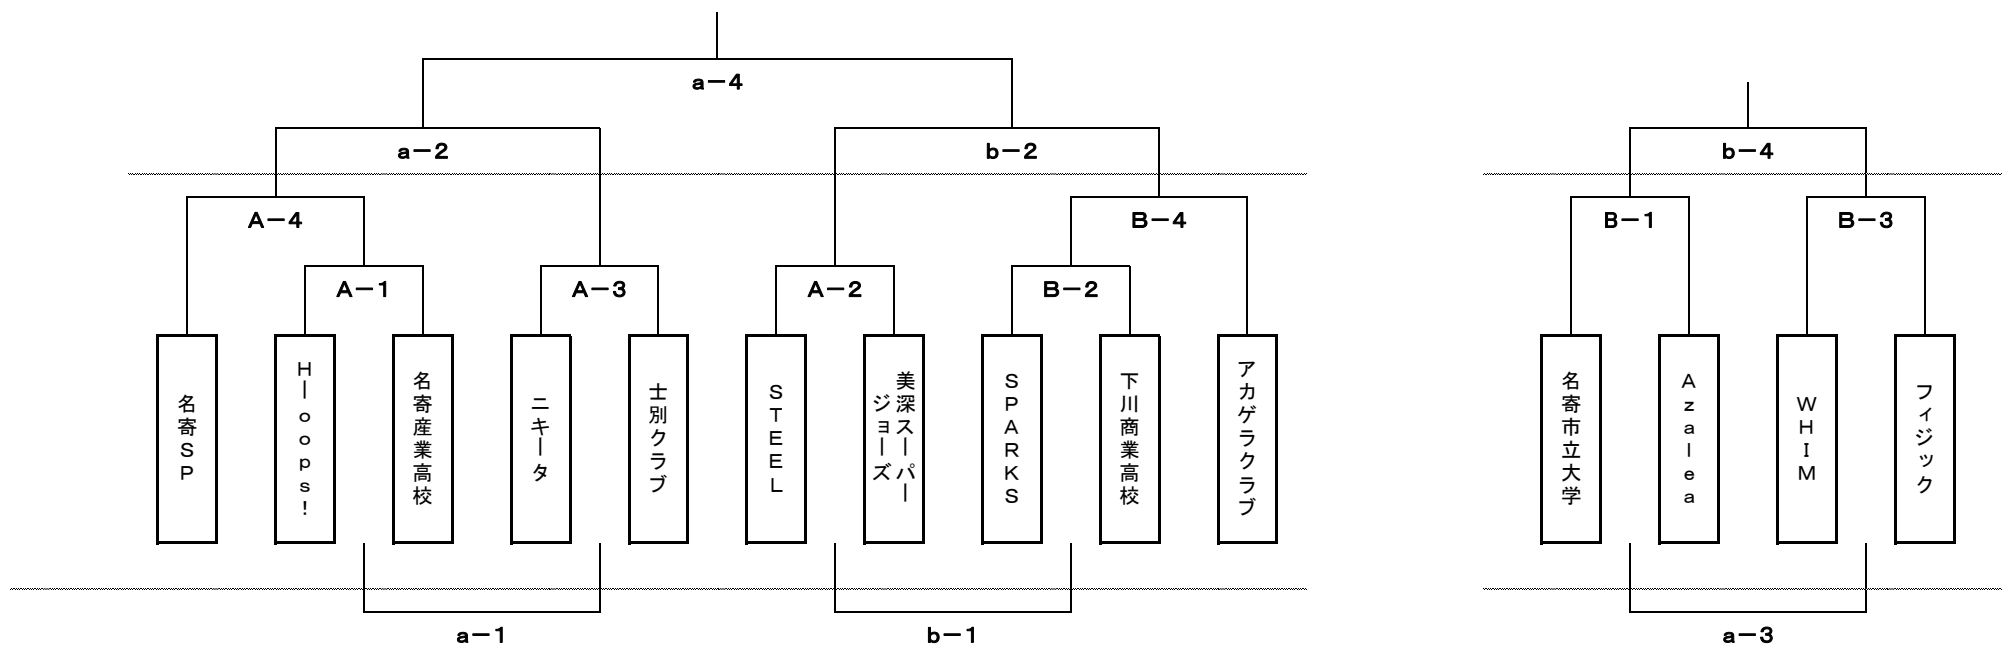 a－4
a－2
b－2
b－4
A－4
B－4
B－1
B－3
A－1
A－3
A－2
B－2
名寄SP
H－oops!
名寄産業高校
ニキータ
士別クラブ
STEEL
美深スーパー
ジョーズ
SPARKS
下川商業高校
アカゲラクラブ
名寄市立大学
Azalea
WHIM
フィジック
a－1
b－1
a－3